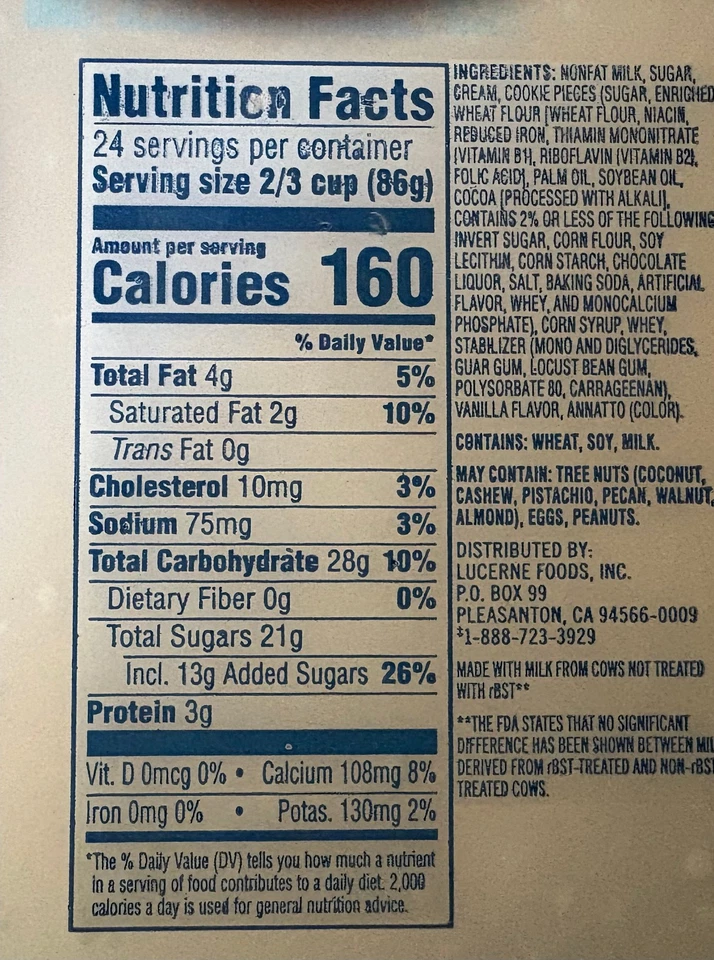 Nutrition Facts
24 servings per container
Serving size 2/3 cup (86g)
Amount per serving
Calories 160
% Daily Value*
Total Fat 4g 5%
Saturated Fat 2g 10%
Trans Fat 0g
Cholesterol 10mg 3%
Sodium 75mg 3%
Total Carbohydrate 28g 10%
Dietary Fiber 0g 0%
Total Sugars 21g
Incl. 13g Added Sugars 26%
Protein 3g
Vit. D 0mcg 0% • Calcium 108mg 8%
Iron 0mg 0% • Potas. 130mg 2%
*The % Daily Value (DV) tells you how much a nutrient
in a serving of food contributes to a daily diet. 2,000
calories a day is used for general nutrition advice.
INGREDIENTS: NONFAT MILK, SUGAR,
CREAM, COOKIE PIECES (SUGAR, ENRICHED
WHEAT FLOUR [WHEAT FLOUR, NIACIN,
REDUCED IRON, THIAMIN MONONITRATE
[VITAMIN B1], RIBOFLAVIN [VITAMIN B2],
FOLIC ACID], PALM OIL, SOYBEAN OIL,
COCOA [PROCESSED WITH ALKALI],
CONTAINS 2% OR LESS OF THE FOLLOWING
INVERT SUGAR, CORN FLOUR, SOY
LECITHIN, CORN STARCH, CHOCOLATE
LIQUOR, SALT, BAKING SODA, ARTIFICIAL
FLAVOR, WHEY, AND MONOCALCIUM
PHOSPHATE), CORN SYRUP, WHEY,
STABILIZER (MONO AND DIGLYCERIDES,
GUAR GUM, LOCUST BEAN GUM,
POLYSORBATE 80, CARRAGEENAN),
VANILLA FLAVOR, ANNATTO (COLOR).
CONTAINS: WHEAT, SOY, MILK.
MAY CONTAIN: TREE NUTS (COCONUT,
CASHEW, PISTACHIO, PECAN, WALNUT,
ALMOND), EGGS, PEANUTS.
DISTRIBUTED BY:
LUCERNE FOODS, INC.
P.O. BOX 99
PLEASANTON, CA 94566-0009
1-888-723-3929
MADE WITH MILK FROM COWS NOT TREATED
WITH rBST**
**THE FDA STATES THAT NO SIGNIFICANT
DIFFERENCE HAS BEEN SHOWN BETWEEN
DERIVED FROM rBST-TREATED AND NON-rBST
TREATED COWS.